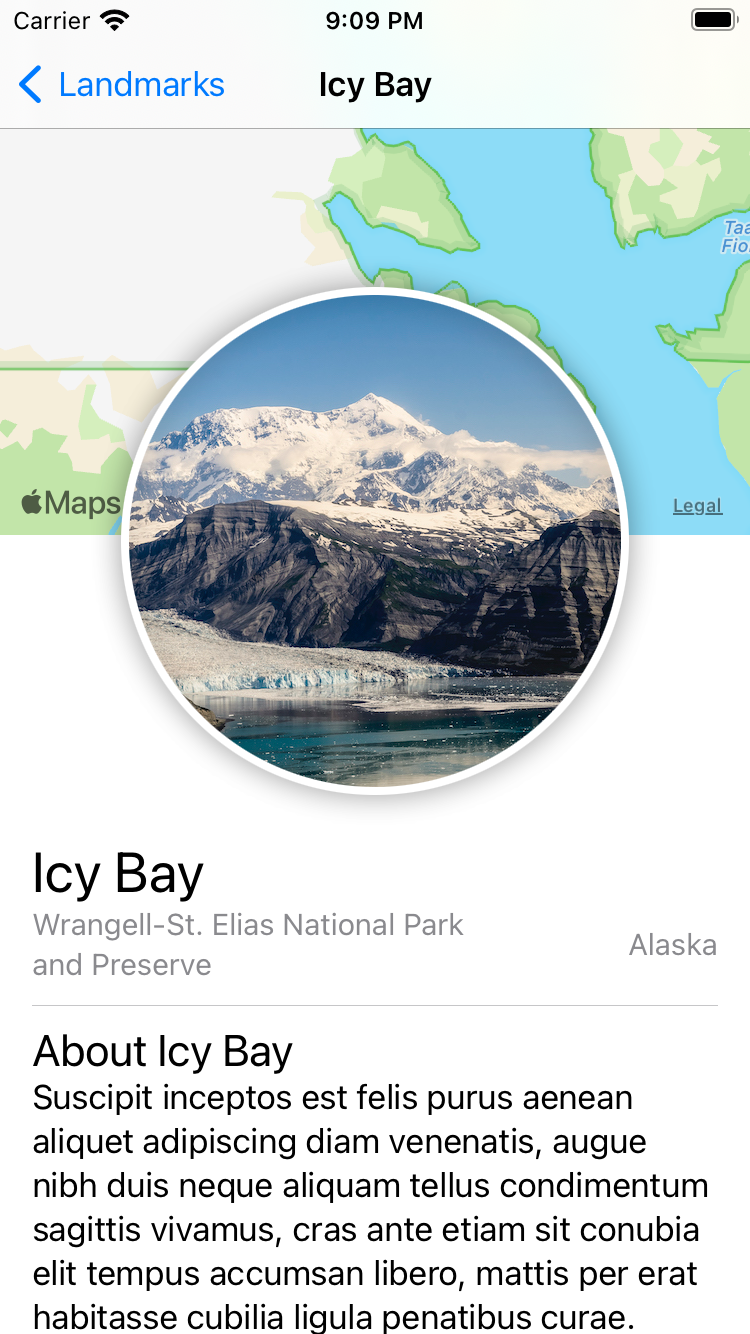 Carrier 9:09 PM
Landmarks Icy Bay
Taa
Fio
Maps
Legal
Icy Bay
Wrangell-St. Elias National Park
and Preserve
Alaska
About Icy Bay
Suscipit inceptos est felis purus aenean
aliquet adipiscing diam venenatis, augue
nibh duis neque aliquam tellus condimentum
sagittis vivamus, cras ante etiam sit conubia
elit tempus accumsan libero, mattis per erat
habitasse cubilia ligula penatibus curae.